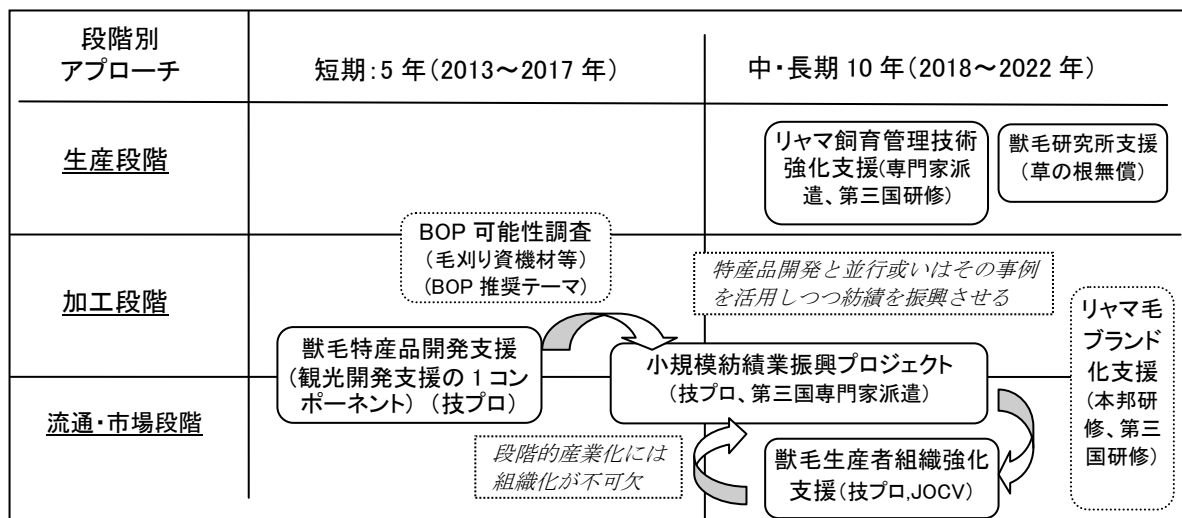 段階別
アプローチ
短期:5 年(2013~2017 年)
中・長期 10 年(2018~2022 年)
生産段階
リャマ飼育管理技術
強化支援(専門家派
遣、第三国研修)
獣毛研究所支援
(草の根無償)
加工段階
BOP 可能性調査
(毛刈り資機材等)
(BOP 推奨テーマ)
特産品開発と並行或いはその事例
を活用しつつ紡績を振興させる
獣毛特産品開発支援
(観光開発支援の 1 コン
ポーネント) (技プロ)
小規模紡績業振興プロジェクト
(技プロ、第三国専門家派遣)
リャマ毛
ブランド
化支援
(本邦研
修、第三
国研修)
流通・市場段階
段階的産業化には
組織化が不可欠
獣毛生産者組織強化
支援(技プロ,JOCV)